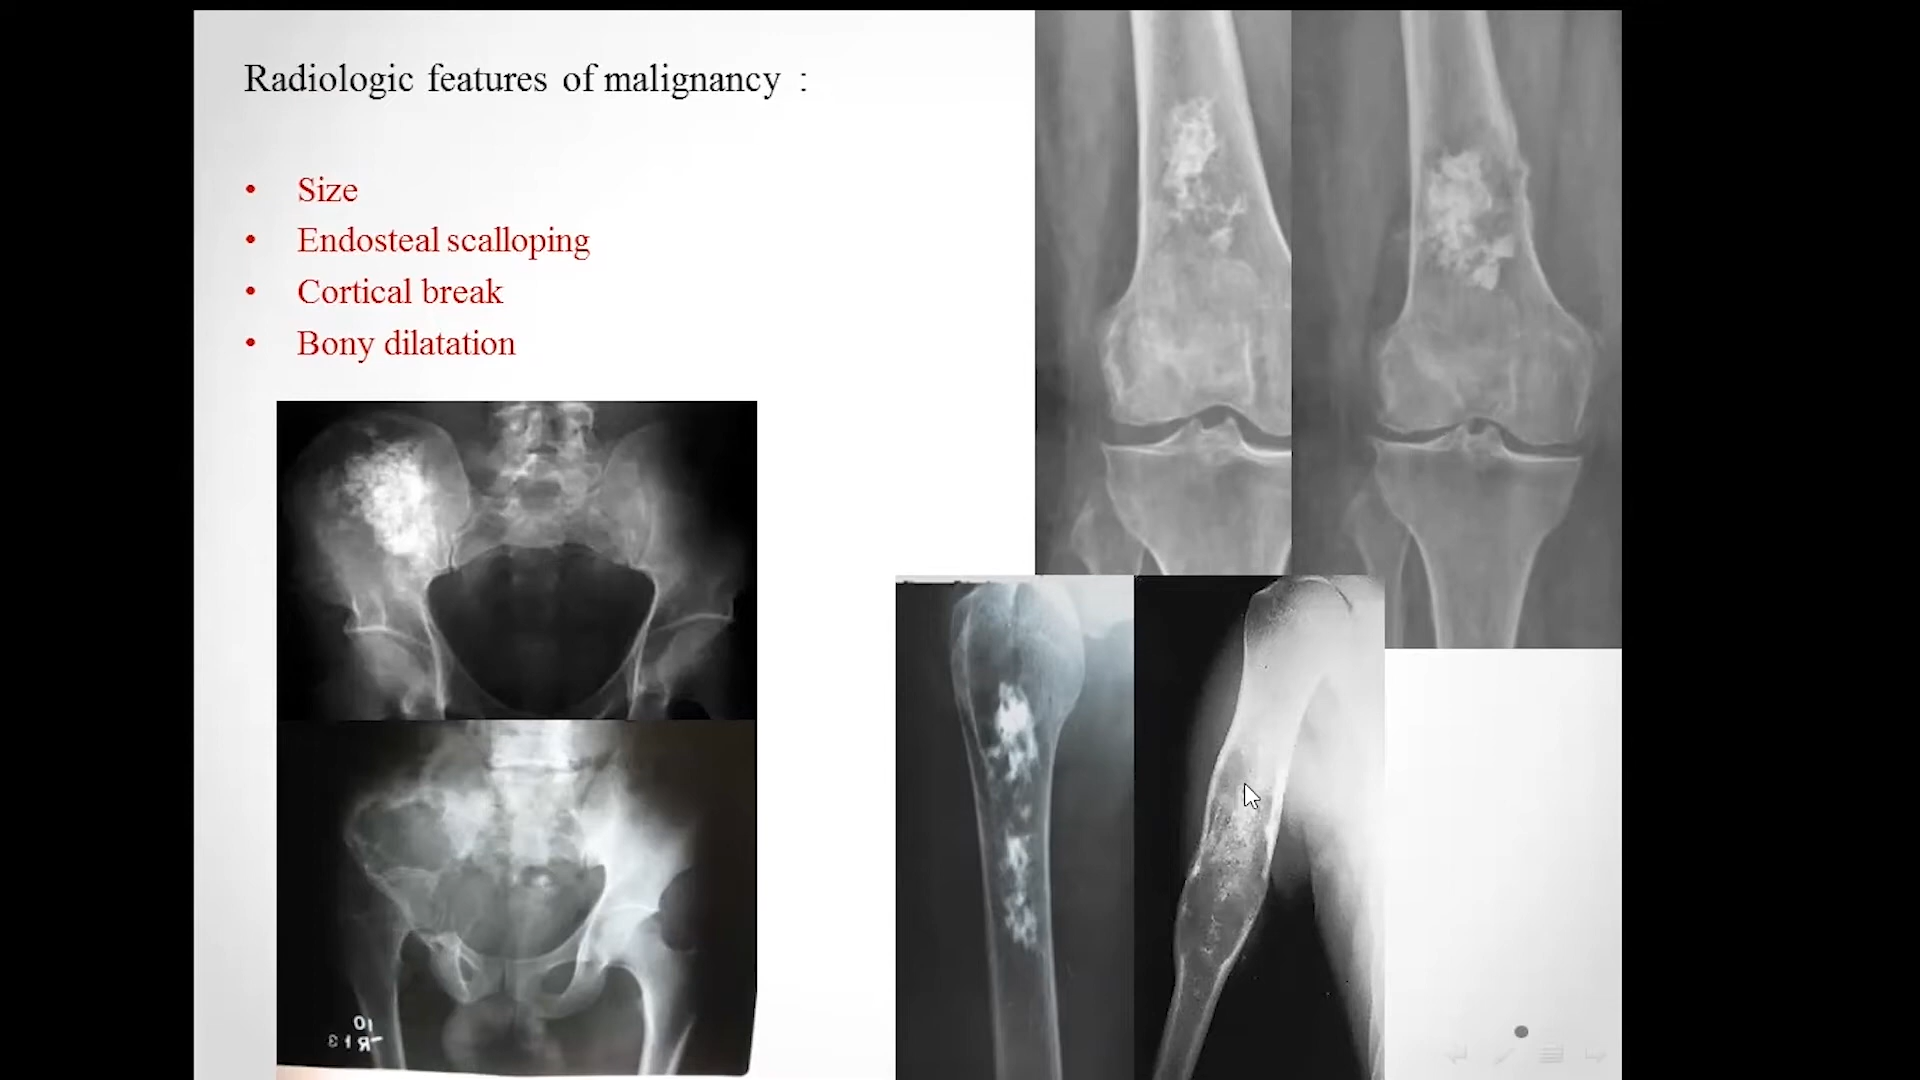 Radiologic features of malignancy :
• Size
• Endosteal scalloping
• Cortical break
• Bony dilatation